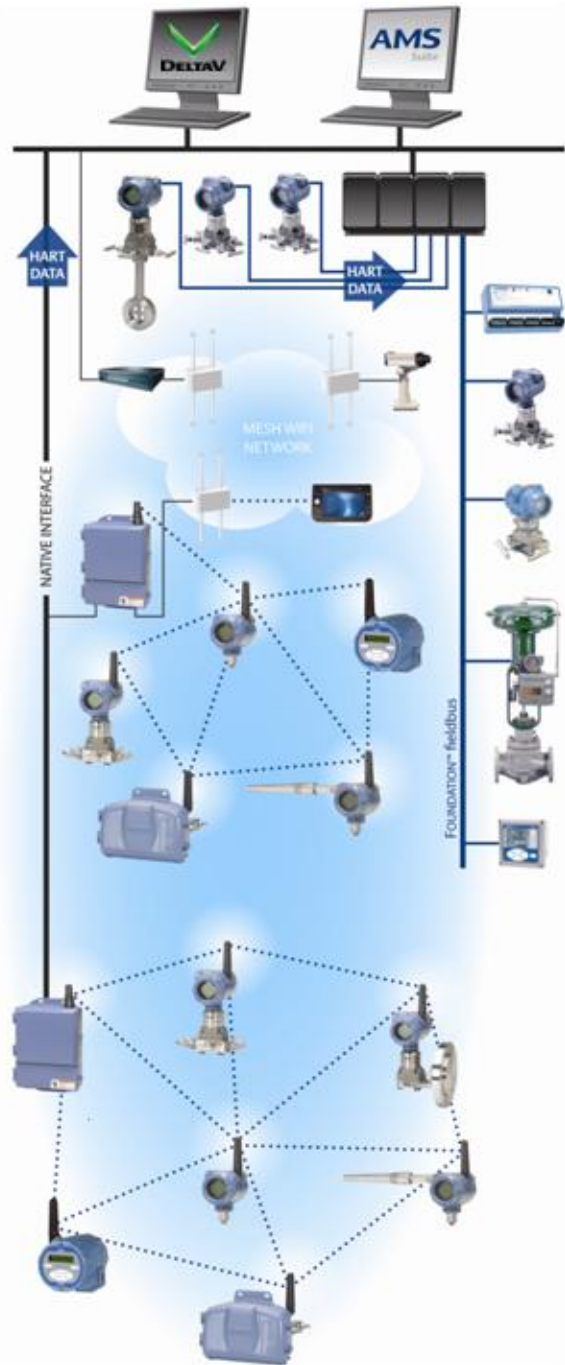 DELTAV
AMS
Suite
HART
DATA
HART
DATA
MESH WIFI
NETWORK
NATIVE INTERFACE
FOUNDATION™ fieldbus